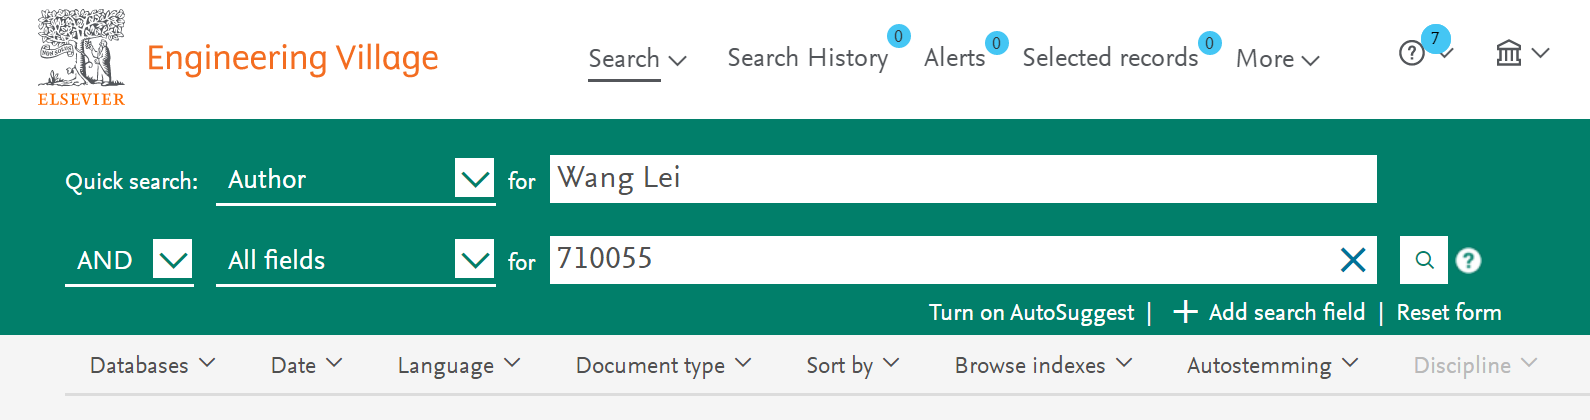 NON SOLUS
ELSEVIER
Engineering Village
Search
Search History 0
Alerts 0
Selected records 0
More
? 7
Quick search: Author for Wang Lei
AND All fields for 710055
?
Turn on AutoSuggest | + Add search field | Reset form
Databases Date Language Document type Sort by Browse indexes Autostemming Discipline